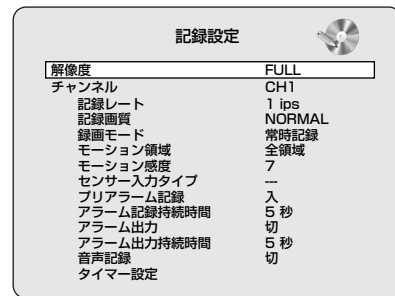 記録設定
解像度 FULL
チャンネル CH1
記録レート 1 ips
記録画質 NORMAL
録画モード 常時記録
モーション領域 全領域
モーション感度 7
センサー入力タイプ ---
プリアラーム記録 入
アラーム記録持続時間 5 秒
アラーム出力 切
アラーム出力持続時間 5 秒
音声記録 切
タイマー設定